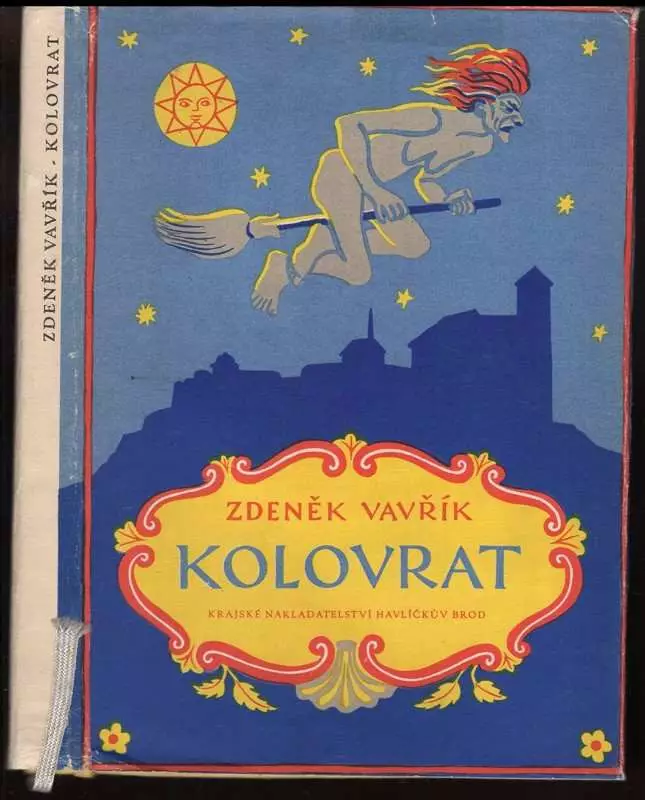 ZDENĚK VAVŘÍK - KOLOVRAT
ZDENĚK VAVŘÍK
KOLOVRAT
KRAJSKÉ NAKLADATELSTVÍ HAVLÍČKŮV BROD